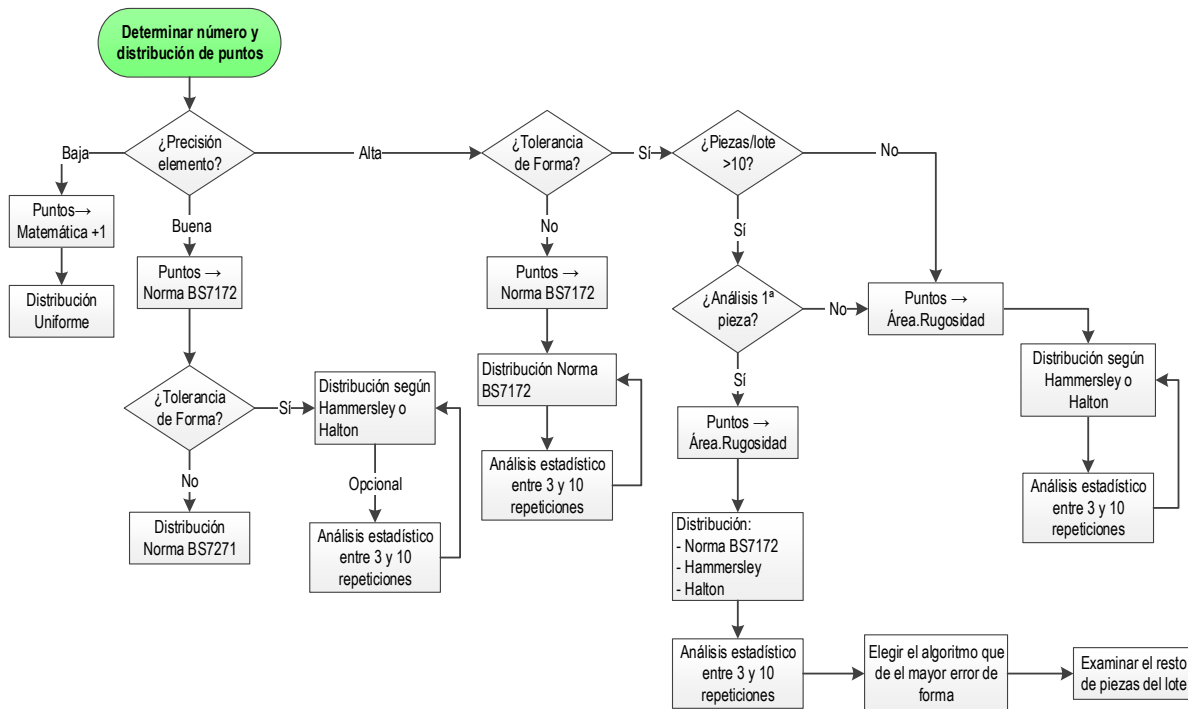 Determinar número y
distribución de puntos
¿Precisión
elemento?
Baja
Alta
Buena
Puntos→
Matemática +1
Distribución
Uniforme
Puntos →
Norma BS7172
¿Tolerancia
de Forma?
Sí
No
Distribución
Norma BS7271
Distribución según
Hammersley o
Halton
Opcional
Análisis estadístico
entre 3 y 10
repeticiones
¿Tolerancia
de Forma?
Sí
No
Puntos →
Norma BS7172
Distribución Norma
BS7172
Análisis estadístico
entre 3 y 10
repeticiones
¿Piezas/lote
>10?
No
Sí
¿Análisis 1ª
pieza?
No
Sí
Puntos →
Área.Rugosidad
Distribución:
- Norma BS7172
- Hammersley
- Halton
Análisis estadístico
entre 3 y 10
repeticiones
Elegir el algoritmo que
de el mayor error de
forma
Examinar el resto
de piezas del lote
Puntos →
Área.Rugosidad
Distribución según
Hammersley o
Halton
Análisis estadístico
entre 3 y 10
repeticiones